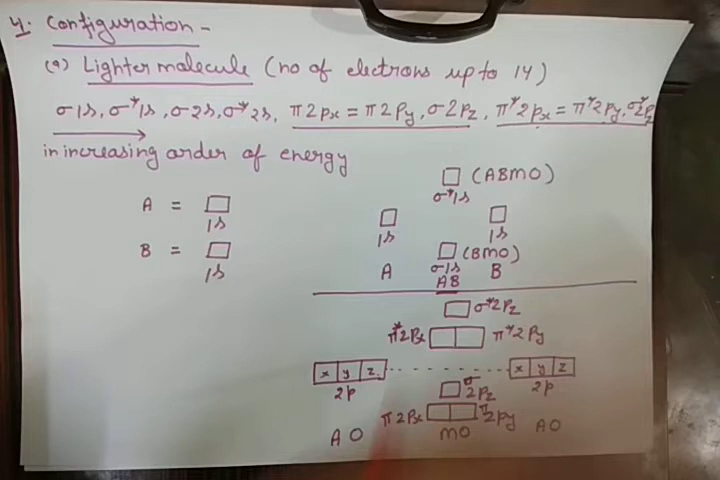 4. Configuration -
(a) Lighter molecule (no of electrons up to 14)
σ1s, σ*1s, σ2s, σ*2s, π2px = π2py, σ2pz, π*2px = π*2py, σ*2pz
in increasing order of energy
(ABMO)
σ*1s
A = 1s
1s 1s
B = 1s
(BMO)
A σ1s B
AB
σ*2pz
π*2px π*2py
x y z x y z
2p 2p
σ2pz
π2px π2py
AO MO AO